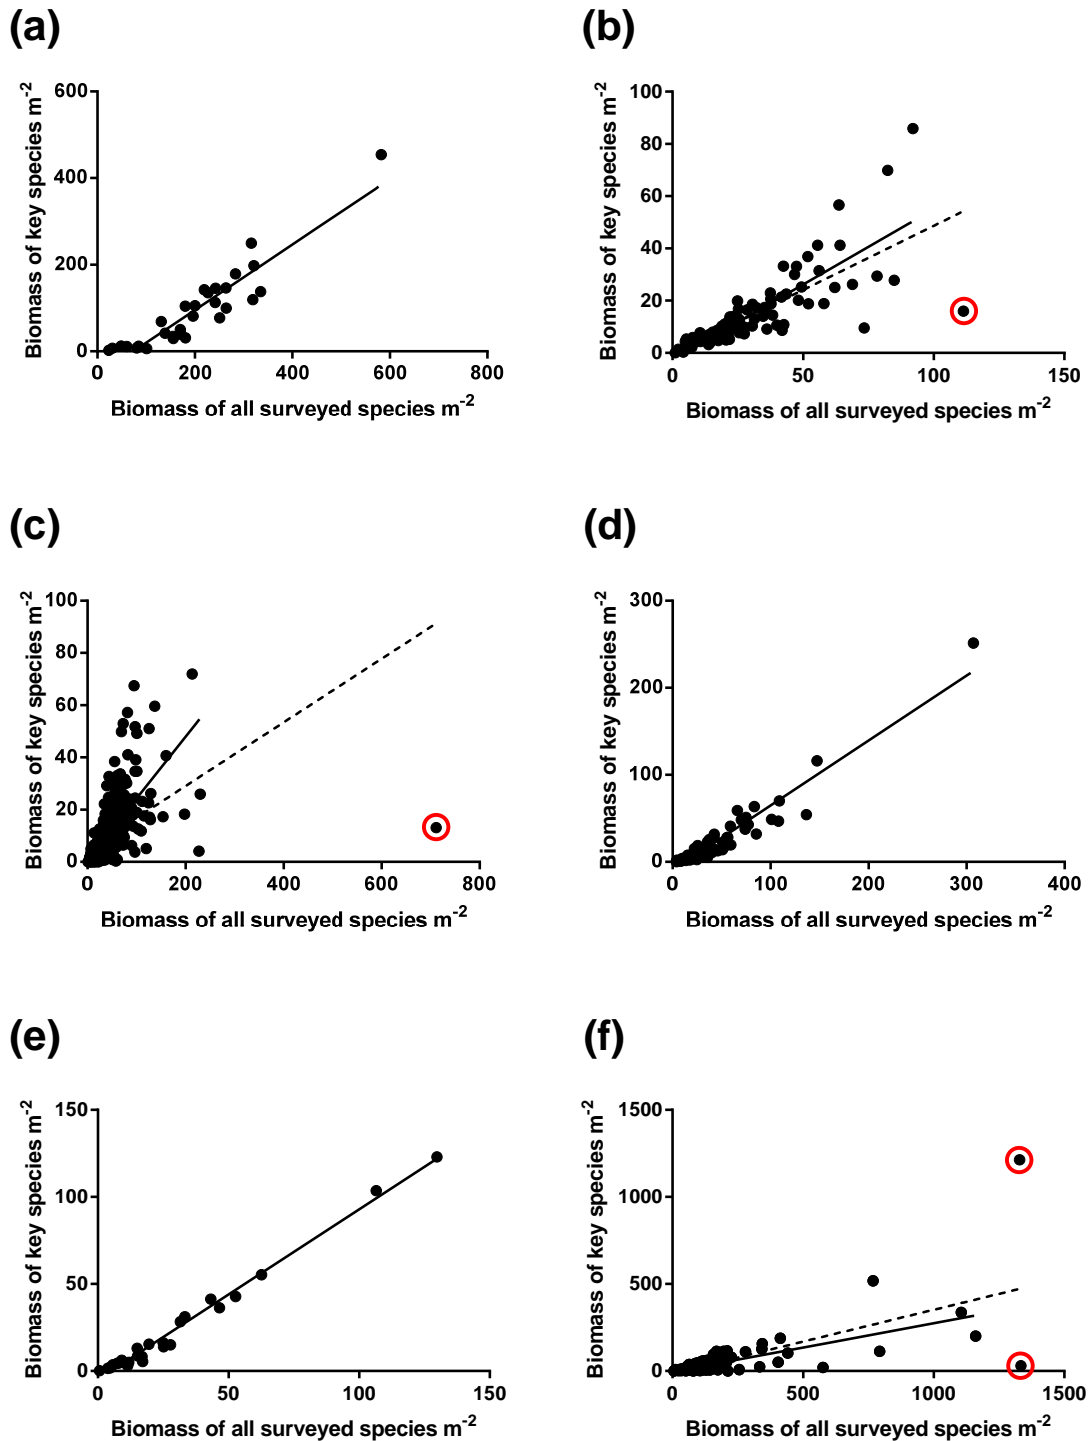 (a)
(b)
Biomass of key species m-2
600
400
200
0
0 200 400 600 800
Biomass of all surveyed species m-2
Biomass of key species m-2
100
80
60
40
20
0
0 50 100 150
Biomass of all surveyed species m-2
(c)
(d)
Biomass of key species m-2
100
80
60
40
20
0
0 200 400 600 800
Biomass of all surveyed species m-2
Biomass of key species m-2
300
200
100
0
0 100 200 300 400
Biomass of all surveyed species m-2
(e)
(f)
Biomass of key species m-2
150
100
50
0
0 50 100 150
Biomass of all surveyed species m-2
Biomass of key species m-2
1500
1000
500
0
0 500 1000 1500
Biomass of all surveyed species m-2